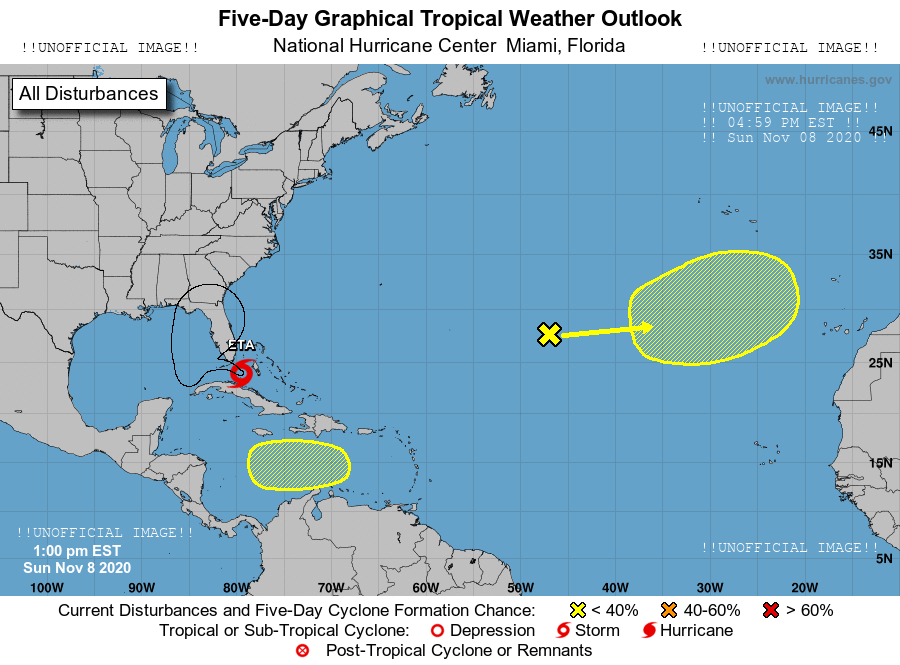 Five-Day Graphical Tropical Weather Outlook
!!UNOFFICIAL IMAGE!! National Hurricane Center  Miami, Florida !!UNOFFICIAL IMAGE!!
www.hurricanes.gov
All Disturbances
!!UNOFFICIAL IMAGE!!
!! 04:59 PM EST !!
!! Sun Nov 08 2020 !!
45N
35N
ETA
25N
15N
!!UNOFFICIAL IMAGE!!
1:00 pm EST
Sun Nov 8 2020
!!UNOFFICIAL IMAGE!!
5N
100W 90W 80W 70W 60W 50W 40W 30W 20W
Current Disturbances and Five-Day Cyclone Formation Chance: < 40% 40-60% > 60%
Tropical or Sub-Tropical Cyclone: Depression Storm Hurricane
Post-Tropical Cyclone or Remnants